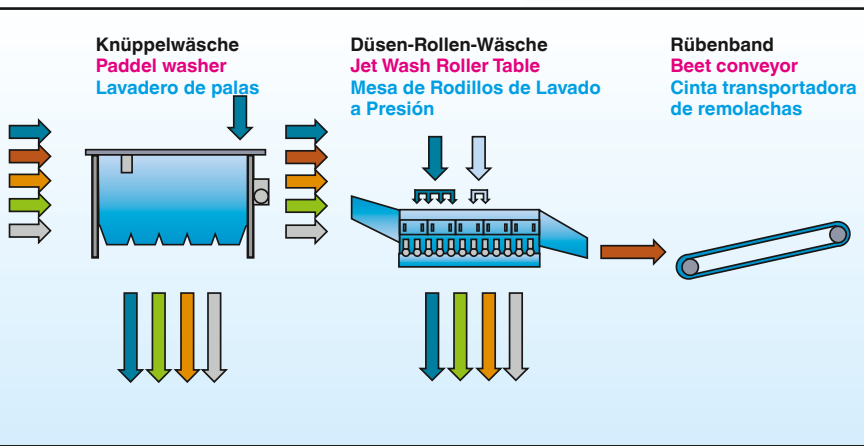 Knüppelwäsche
Paddel washer
Lavadero de palas
Düsen-Rollen-Wäsche
Jet Wash Roller Table
Mesa de Rodillos de Lavado
a Presión
Rübenband
Beet conveyor
Cinta transportadora
de remolachas